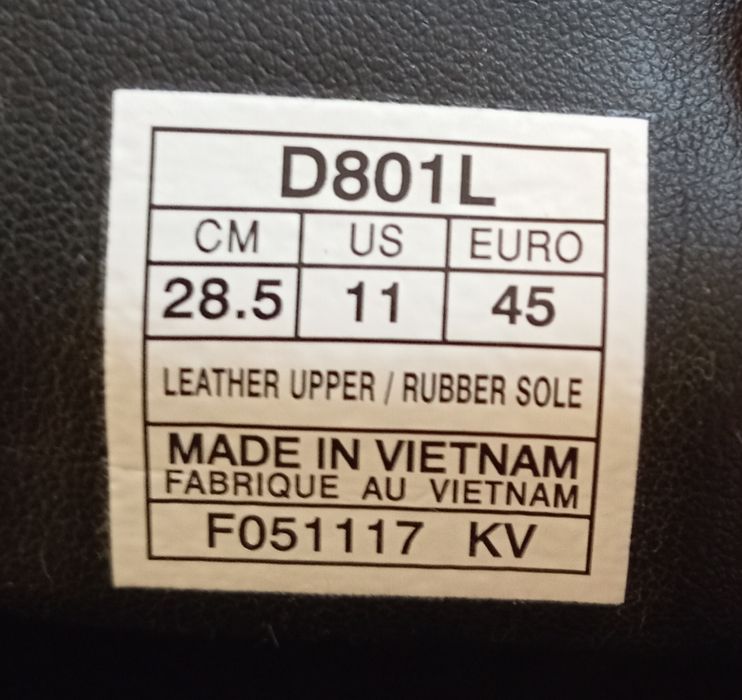 D801L
CM US EURO
28.5 11 45
LEATHER UPPER / RUBBER SOLE
MADE IN VIETNAM
FABRIQUE AU VIETNAM
F051117 KV